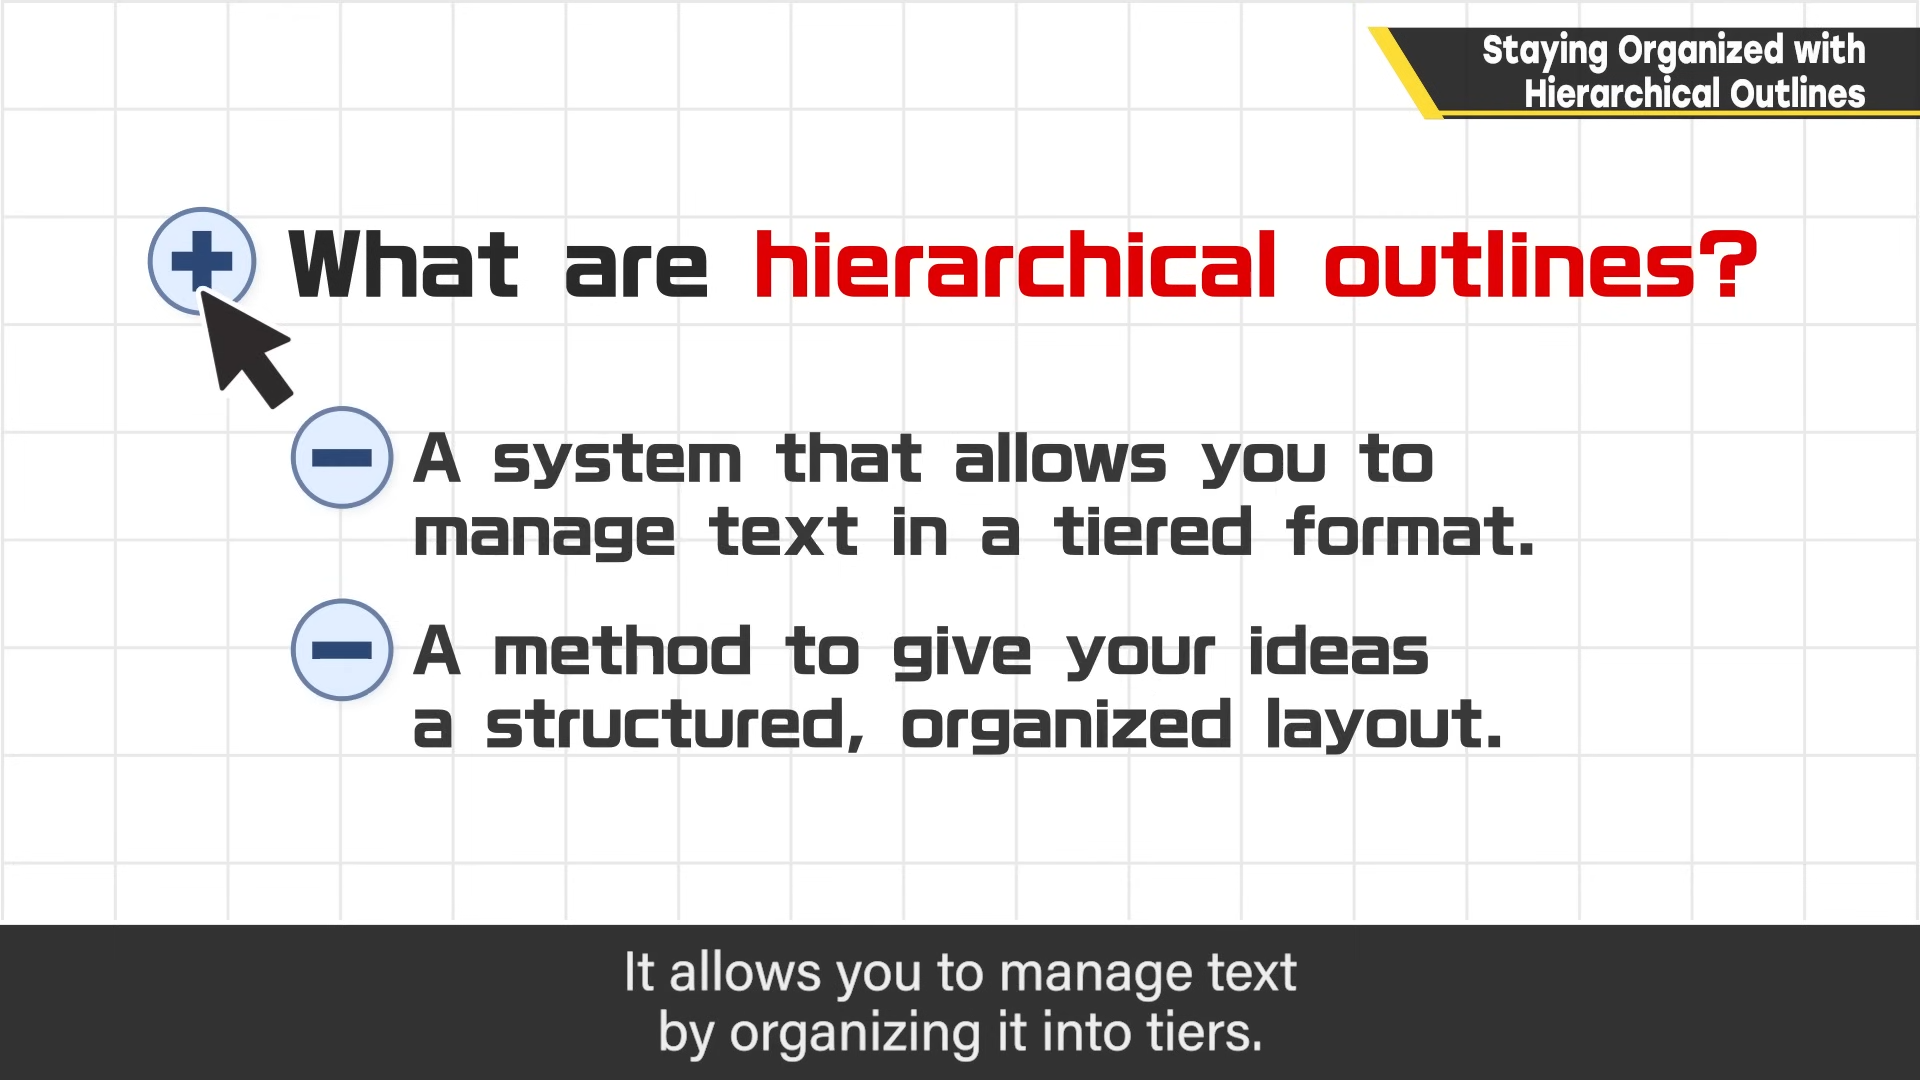 Staying Organized with
Hierarchical Outlines
What are hierarchical outlines?
A system that allows you to
manage text in a tiered format.
A method to give your ideas
a structured, organized layout.
It allows you to manage text
by organizing it into tiers.